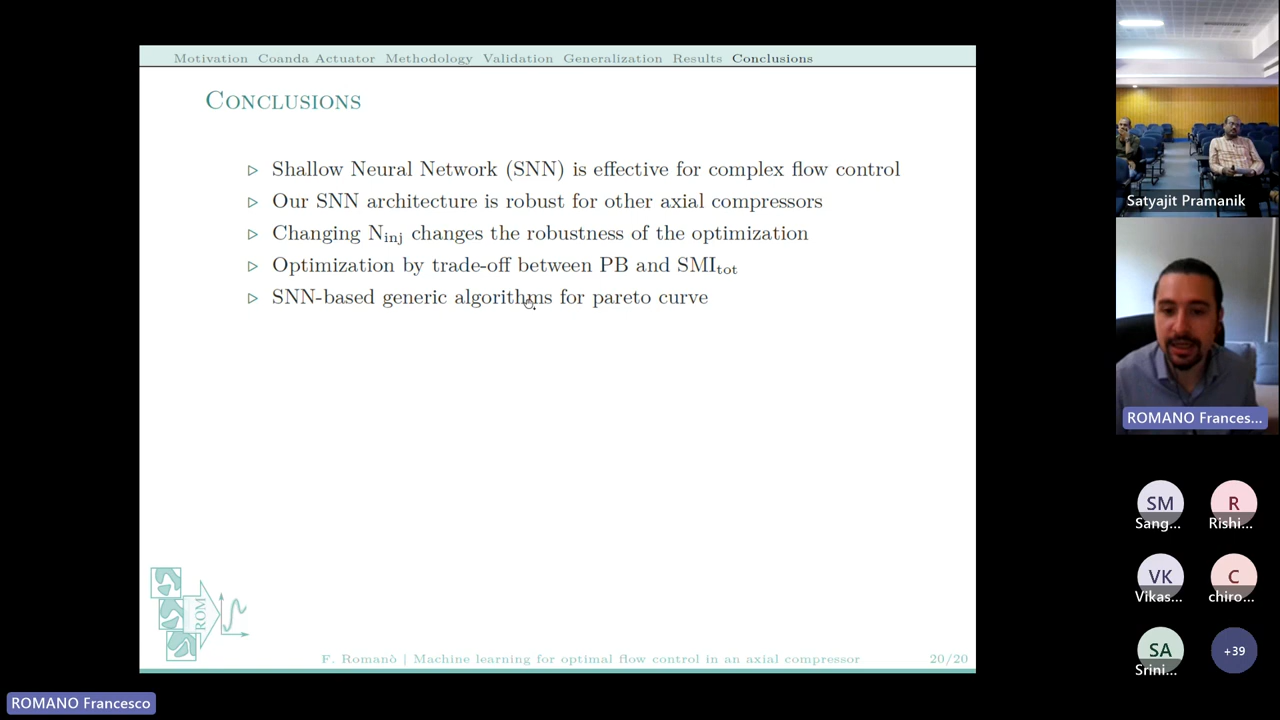 Motivation Coanda Actuator Methodology Validation Generalization Results Conclusions
Conclusions
▷ Shallow Neural Network (SNN) is effective for complex flow control
▷ Our SNN architecture is robust for other axial compressors
▷ Changing Ninj changes the robustness of the optimization
▷ Optimization by trade-off between PB and SMItot
▷ SNN-based generic algorithms for pareto curve
ROM
F. Romanò | Machine learning for optimal flow control in an axial compressor 20/20
Satyajit Pramanik
ROMANO Frances...
SM R
Sang... Rishi...
VK C
Vikas... chiro...
SA +39
Srini...
ROMANO Francesco